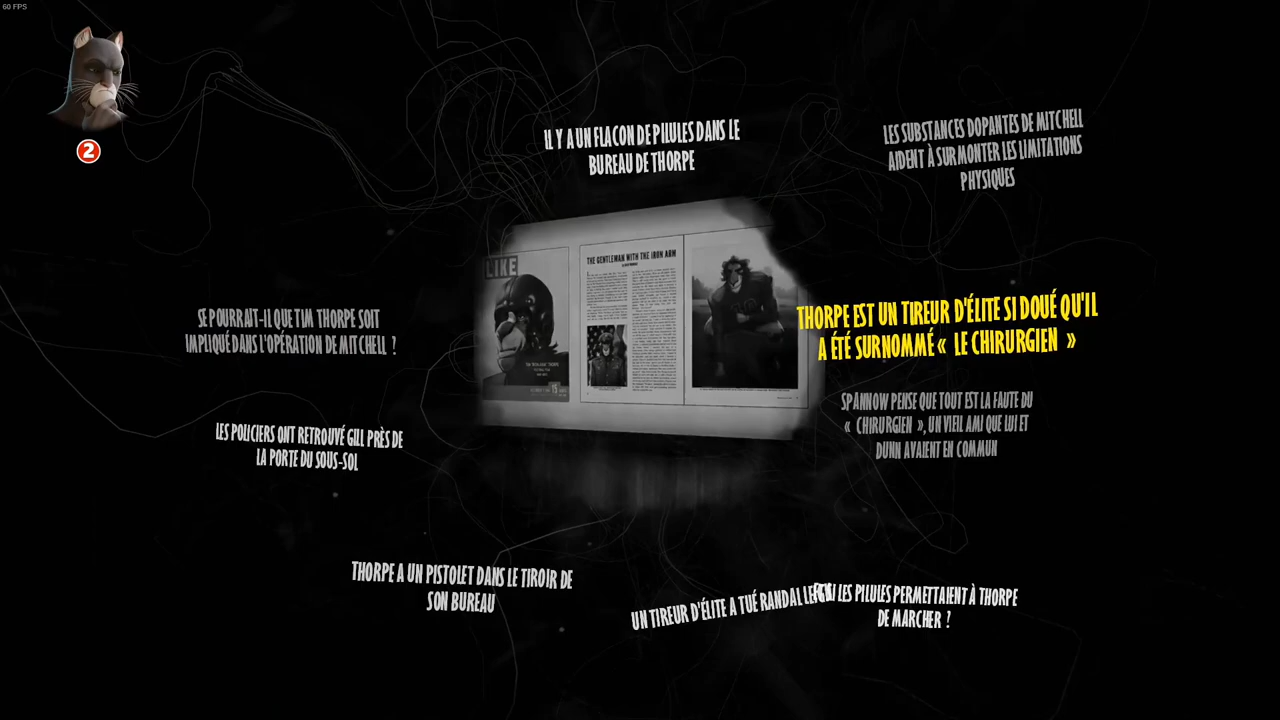 60 FPS
2
IL Y A UN FLACON DE PILULES DANS LE
BUREAU DE THORPE
LES SUBSTANCES DOPANTES DE MITCHELL
AIDENT À SURMONTER LES LIMITATIONS
PHYSIQUES
LIKE
THE GENTLEMAN WITH THE IRON ARM
THORPE EST UN TIREUR D'ÉLITE SI DOUÉ QU'IL
A ÉTÉ SURNOMMÉ « LE CHIRURGIEN »
SE POURRAIT-IL QUE TIM THORPE SOIT
IMPLIQUÉ DANS L'OPÉRATION DE MITCHELL ?
15
SPANNOW PENSE QUE TOUT EST LA FAUTE DU
« CHIRURGIEN », UN VIEIL AMI QUE LUI ET
DUNN AVAIENT EN COMMUN
LES POLICIERS ONT RETROUVÉ GILL PRÈS DE
LA PORTE DU SOUS-SOL
THORPE A UN PISTOLET DANS LE TIROIR DE
SON BUREAU
UN TIREUR D'ÉLITE A TUÉ RANDAL
SI LES PILULES PERMETTAIENT À THORPE
DE MARCHER ?